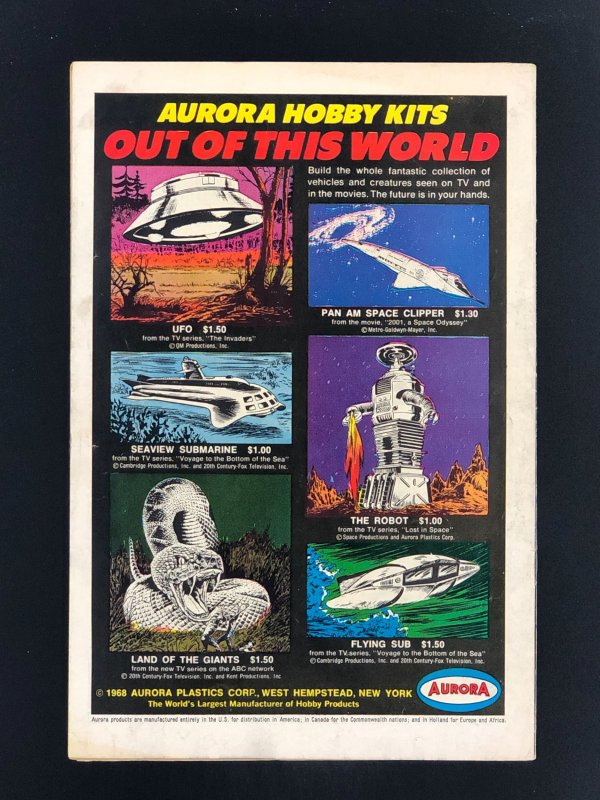 AURORA HOBBY KITS
OUT OF THIS WORLD
Build the whole fantastic collection of
vehicles and creatures seen on TV and
in the movies. The future is in your hands.
UFO $1.50
from the TV series, "The Invaders"
© QM Productions, Inc.
PAN AM SPACE CLIPPER $1.30
from the movie, "2001, a Space Odyssey"
© Metro-Goldwyn-Mayer, Inc.
SEAVIEW SUBMARINE $1.00
from the TV series, "Voyage to the Bottom of the Sea"
© Cambridge Productions, Inc. and 20th Century-Fox Television, Inc.
THE ROBOT $1.00
from the TV series, "Lost in Space"
© Space Productions and Aurora Plastics Corp.
LAND OF THE GIANTS $1.50
from the new TV series on the ABC network
© 20th Century-Fox Television, Inc. and Kent Productions, Inc
FLYING SUB $1.50
from the TV series, "Voyage to the Bottom of the Sea"
© Cambridge Productions, Inc. and 20th Century-Fox Television, Inc.
© 1968 AURORA PLASTICS CORP., WEST HEMPSTEAD, NEW YORK
The World's Largest Manufacturer of Hobby Products
AURORA
Aurora products are manufactured entirely in the U.S. for distribution in America; in Canada for the Commonwealth nations; and in Holland for Europe and Africa.